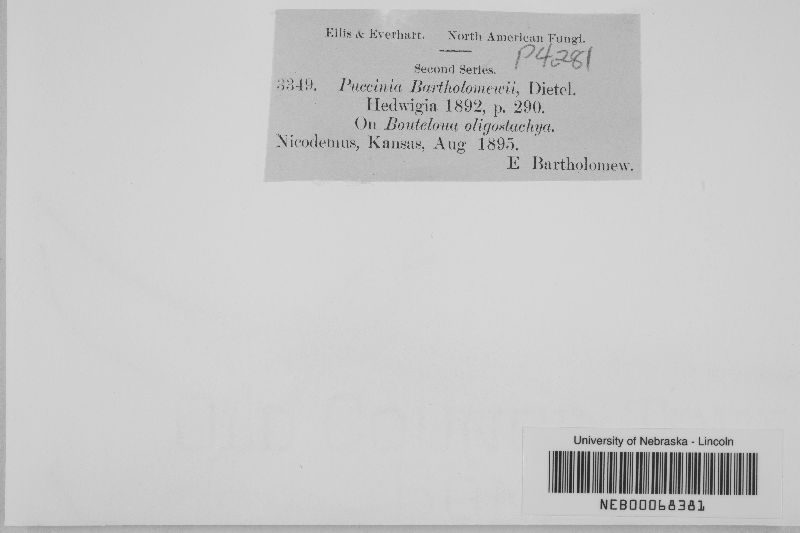 Ellis & Everhart. North American Fungi.
P4281
Second Series.
3349. Puccinia Bartholomewii, Dietel.
Hedwigia 1892, p. 290.
On Bouteloua oligostachya.
Nicodemus, Kansas, Aug 1895.
E Bartholomew.
University of Nebraska - Lincoln
NEB00068381